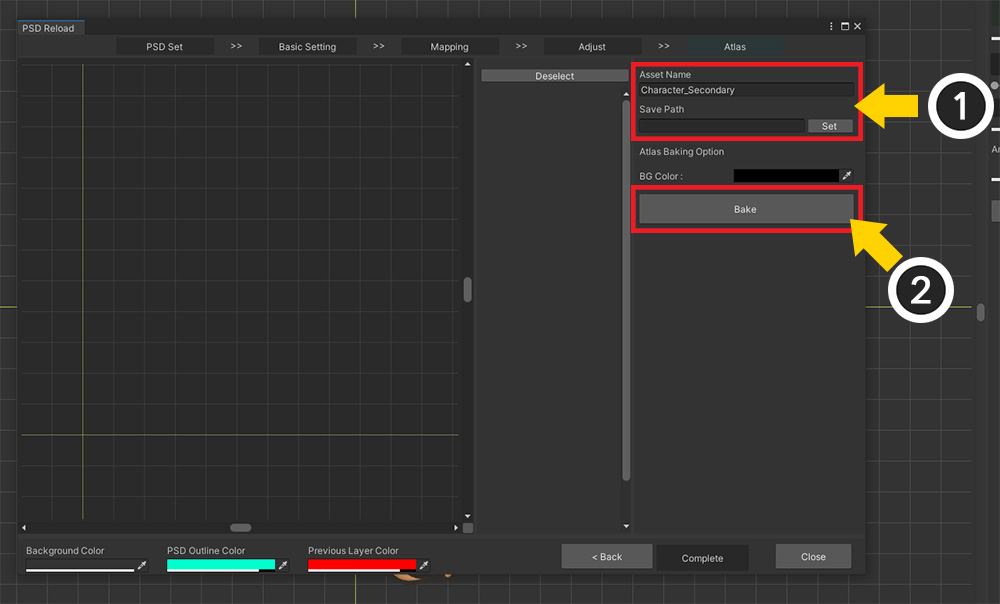 PSD Reload
PSD Set >> Basic Setting >> Mapping >> Adjust >> Atlas
Deselect
Asset Name
Character_Secondary
1
Save Path
Set
Atlas Baking Option
BG Color :
Bake
2
Background Color
PSD Outline Color
Previous Layer Color
< Back
Complete
Close